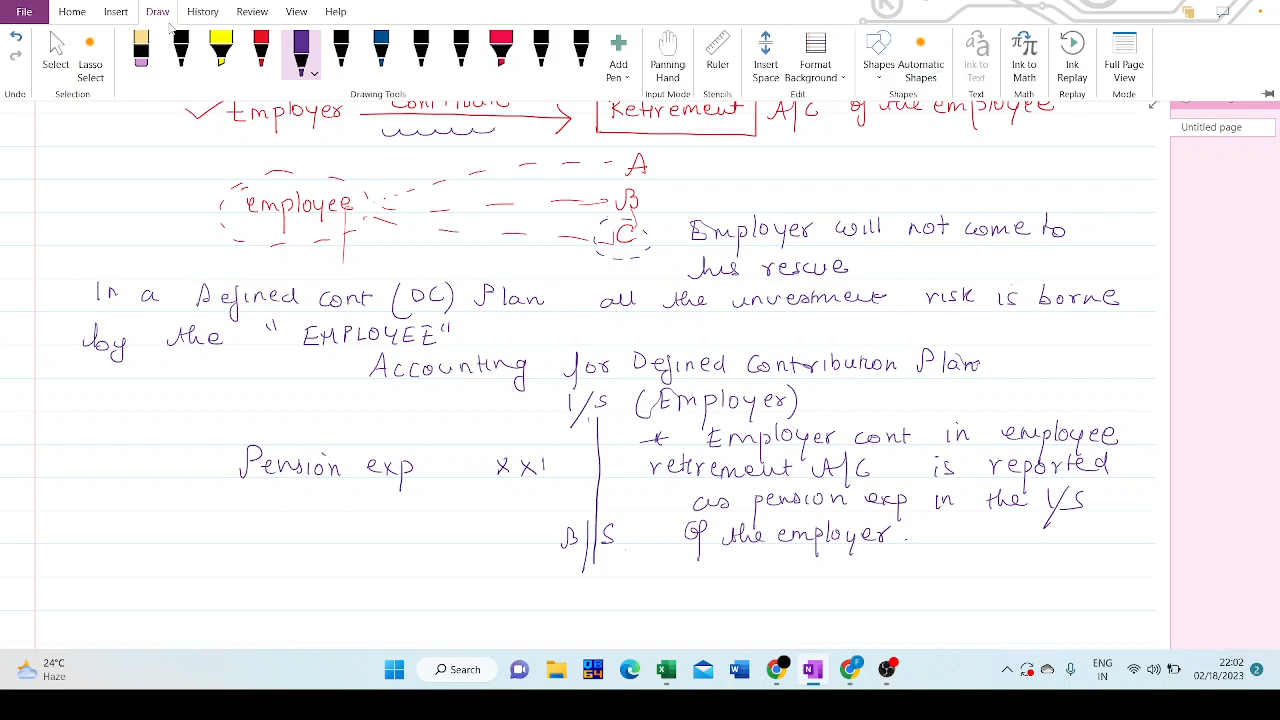 File Home Insert Draw History Review View Help
Undo Select Lasso Select Add Pen Panning Hand Ruler Insert Space Format Background Shapes Automatic Shapes Ink to Text Ink to Math Ink Replay Full Page View
Selection Drawing Tools Input Mode Stencils Edit Shapes Convert Replay Mode
Untitled page
Employer contribute Retirement A/C of the employee
A
employee B
C Employer will not come to
his rescue
In a Defined cont (DC) Plan all the investment risk is borne
by the "EMPLOYEE"
Accounting for Defined Contribution Plan
I/S (Employer)
* Employer cont in employee
Pension exp xx retirement A/C is reported
as pension exp in the I/S
B/S Of the employer.
24°C
Haze
Search
ENG
IN
22:02
02/18/2023
2